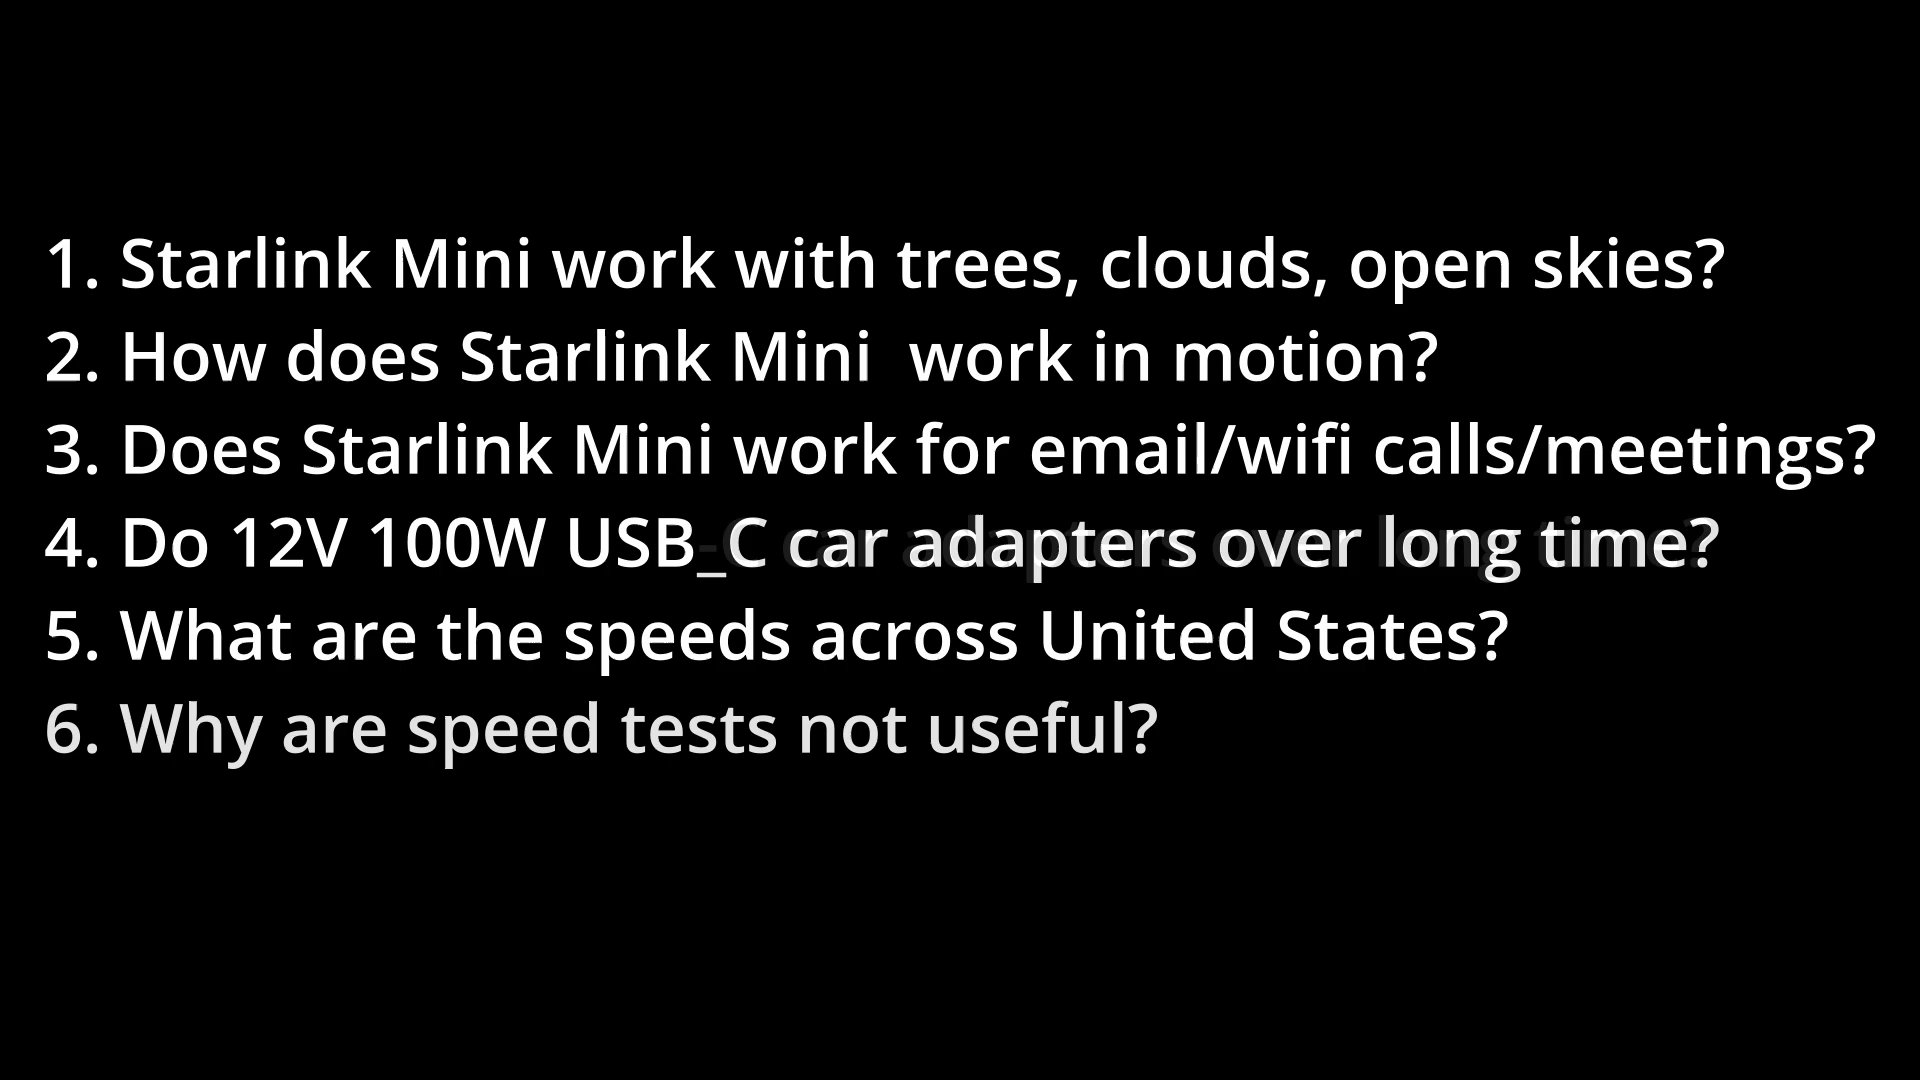 1. Starlink Mini work with trees, clouds, open skies?
2. How does Starlink Mini  work in motion?
3. Does Starlink Mini work for email/wifi calls/meetings?
4. Do 12V 100W USB_C car adapters over long time?
5. What are the speeds across United States?
6. Why are speed tests not useful?